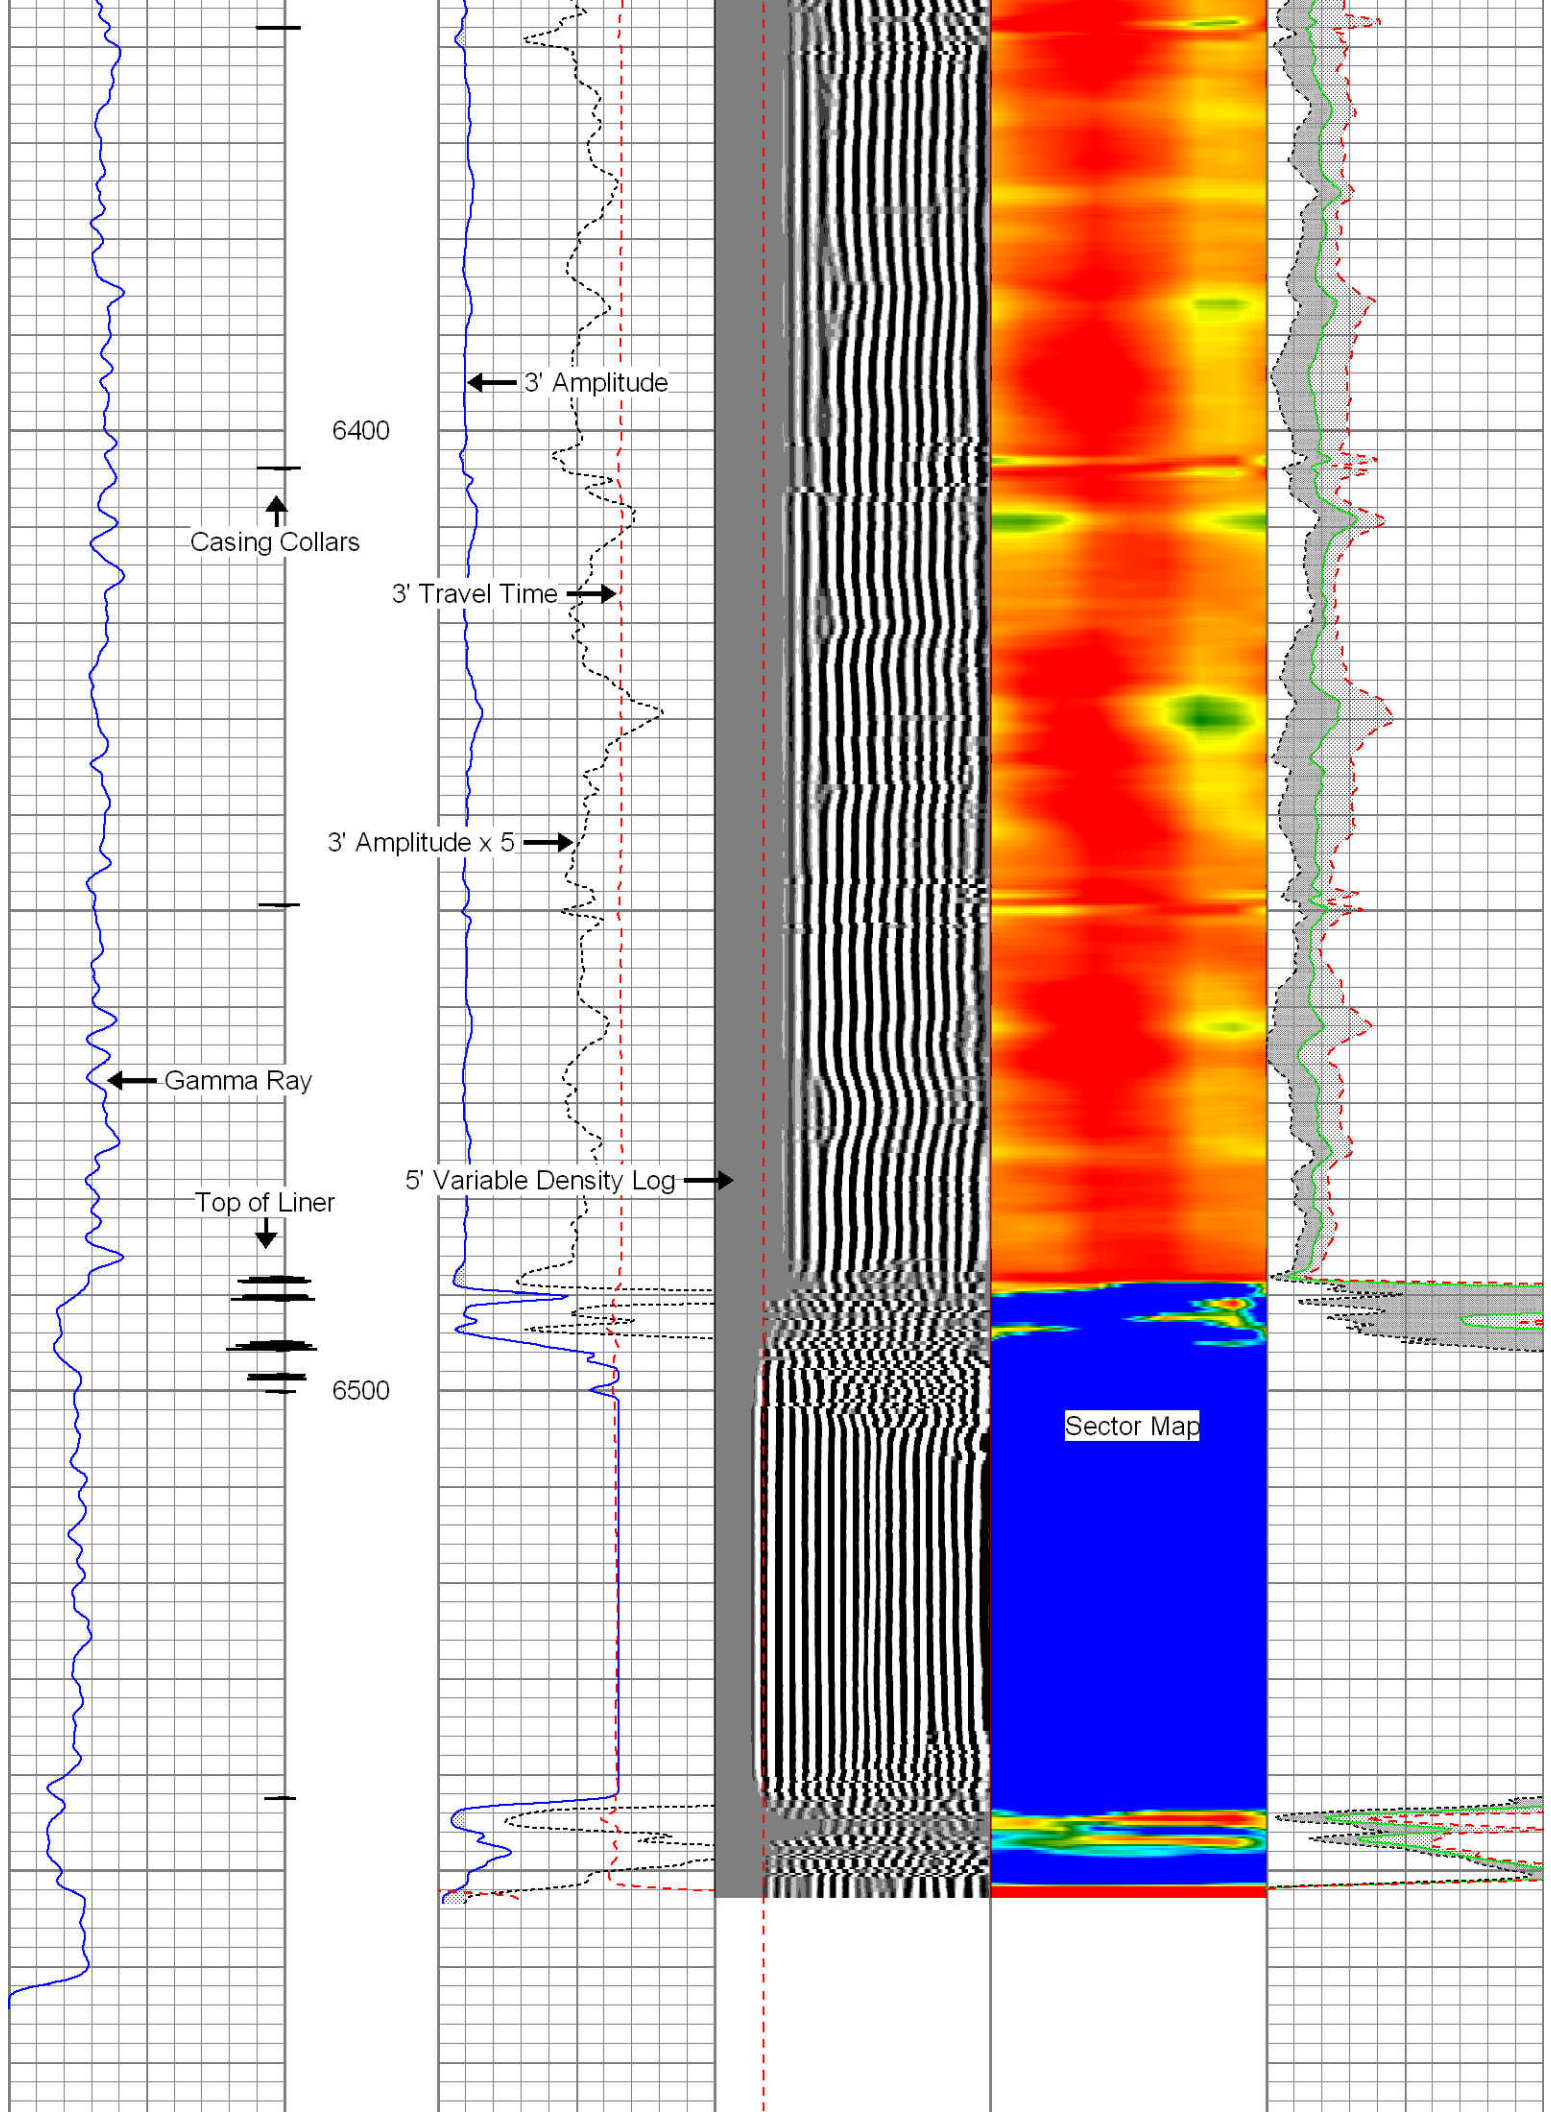 3' Amplitude
6400
Casing Collars
3' Travel Time
3' Amplitude x 5
Gamma Ray
5' Variable Density Log
Top of Liner
6500
Sector Map